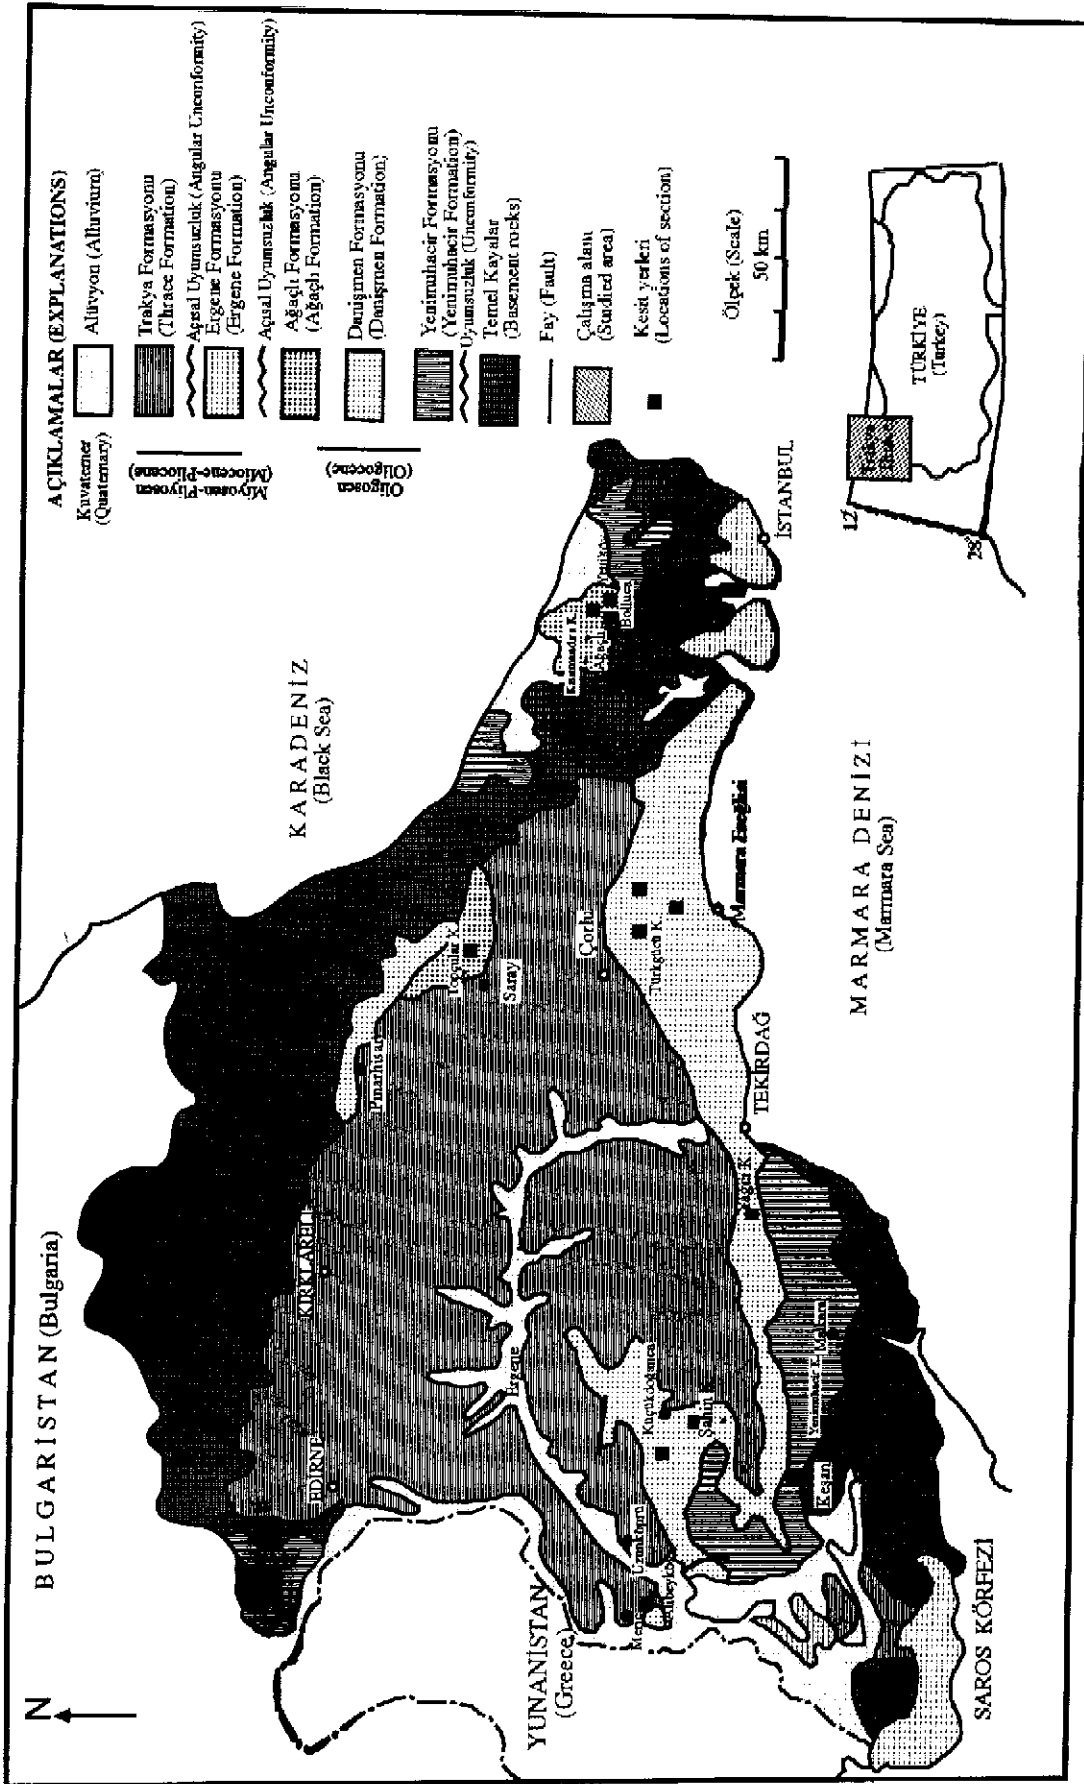 N
BULGARİSTAN (Bulgaria)
KARADENİZ
(Black Sea)
YUNANİSTAN
(Greece)
MARMARA DENİZİ
(Marmara Sea)
SAROS KÖRFEZİ
EDİRNE
KIRKLARELİ
Pınarhisar
Saray
Çorlu
Türkgücü K.
Marmara Ereğlisi
TEKİRDAĞ
İSTANBUL
Ağaçlı
Ergene
Küçükdoğanca
Keşan
AÇIKLAMALAR (EXPLANATIONS)
Kuvaterner
(Quaternary)
Alüvyon (Alluvium)
Miyosen-Pliyosen
(Miocene-Pliocene)
Trakya Formasyonu
(Thrace Formation)
Açısal Uyumsuzluk (Angular Unconformity)
Ergene Formasyonu
(Ergene Formation)
Açısal Uyumsuzluk (Angular Unconformity)
Ağaçlı Formasyonu
(Ağaçlı Formation)
Oligosen
(Oligocene)
Danişmen Formasyonu
(Danişmen Formation)
Yenimuhacir Formasyonu
(Yenimuhacir Formation)
Uyumsuzluk (Unconformity)
Temel Kayalar
(Basement rocks)
Fay (Fault)
Çalışma alanı
(Studied area)
Kesit yerleri
(Locations of section)
Ölçek (Scale)
50 km
TÜRKİYE
(Turkey)
12
28